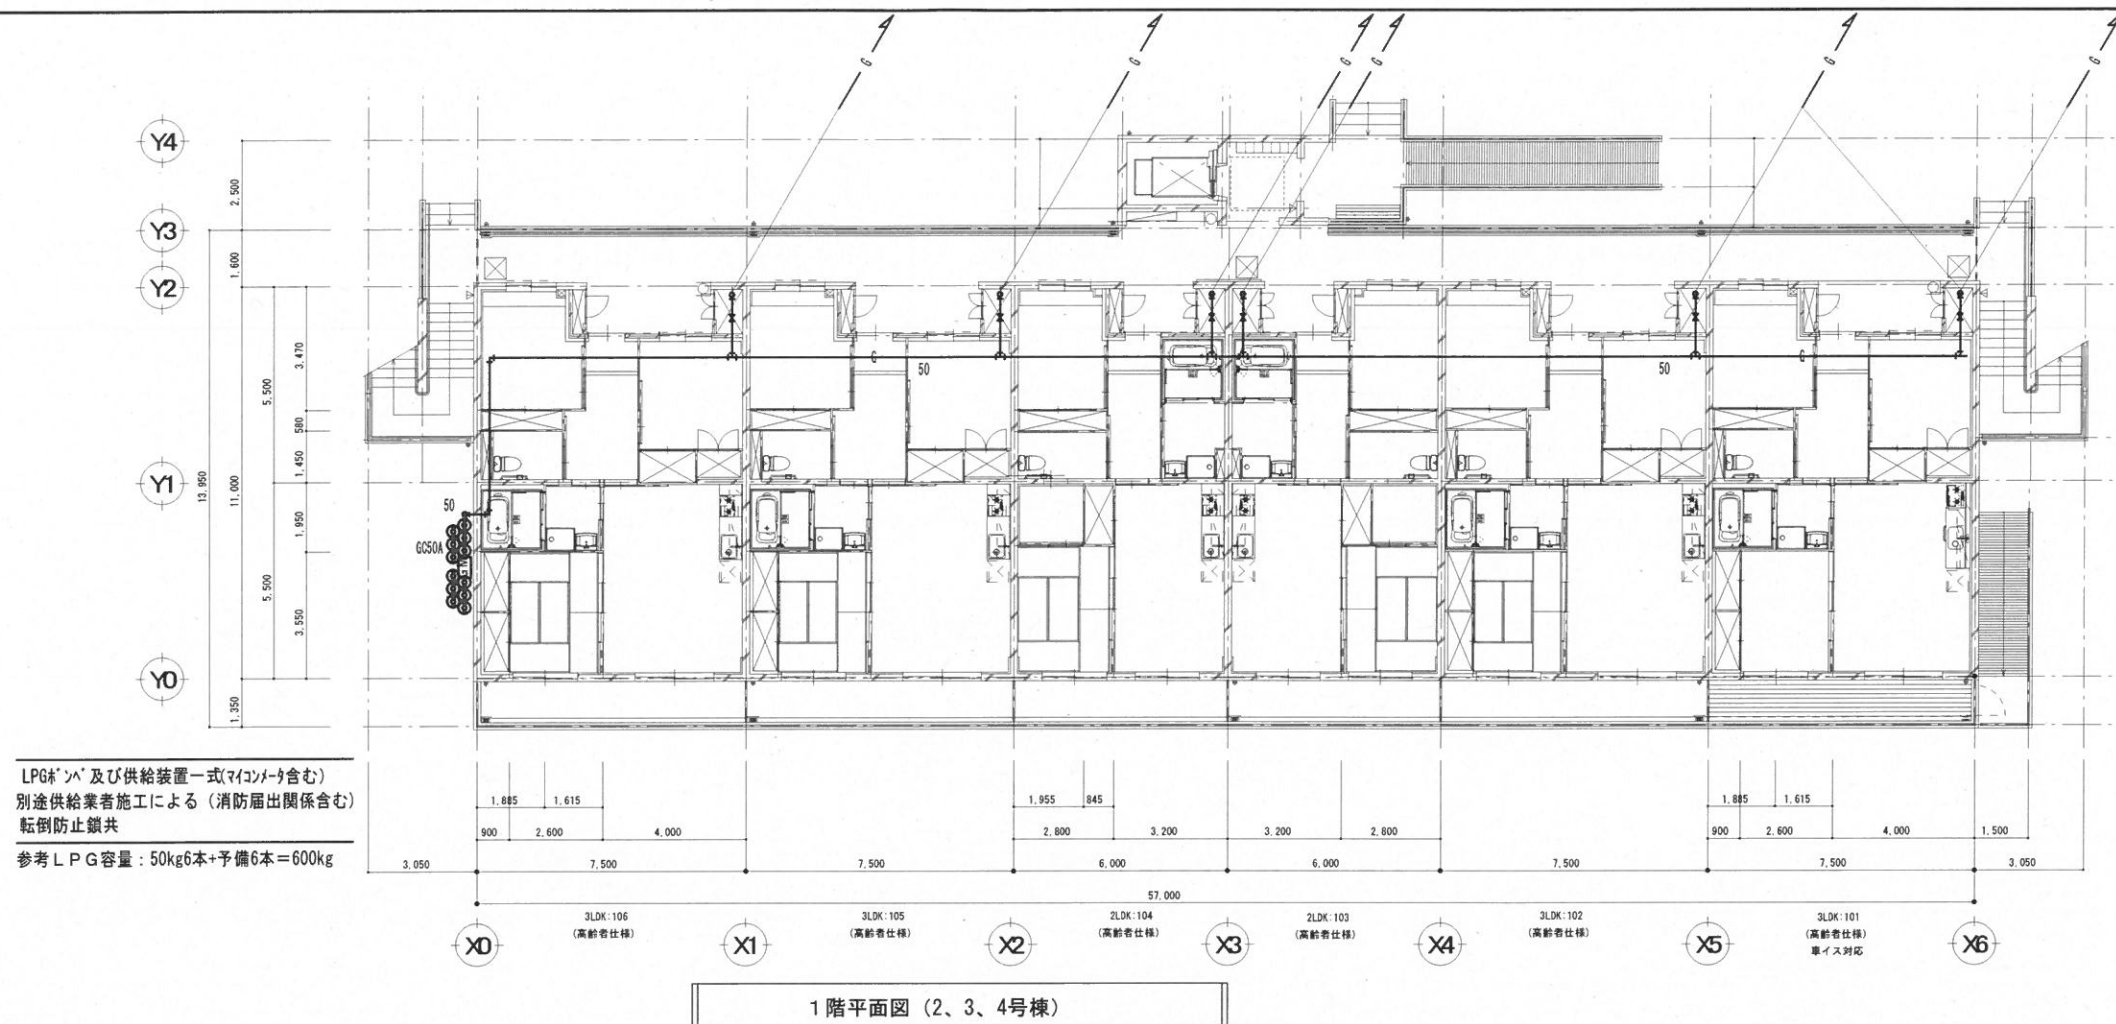 G
G
G
G
G
G
Y4
Y3
Y2
Y1
Y0
2,500
1,600
13,950
11,000
1,350
5,500
5,500
3,470
580
1,450
1,950
3,550
G
50
50
G
50
GC50A
LPGボンベ及び供給装置一式(マイコンメータ含む)
別途供給業者施工による（消防届出関係含む）
転倒防止鎖共
参考ＬＰＧ容量：50kg6本+予備6本＝600kg
1,885 1,615 1,955 845 1,885 1,615
900 2,600 4,000 2,800 3,200 3,200 2,800 900 2,600 4,000 1,500
3,050 7,500 7,500 6,000 6,000 7,500 7,500 3,050
57,000
3LDK:106 3LDK:105 2LDK:104 2LDK:103 3LDK:102 3LDK:101
(高齢者仕様) (高齢者仕様) (高齢者仕様) (高齢者仕様) (高齢者仕様) (高齢者仕様)
車イス対応
X0 X1 X2 X3 X4 X5 X6
１階平面図（2、3、4号棟）